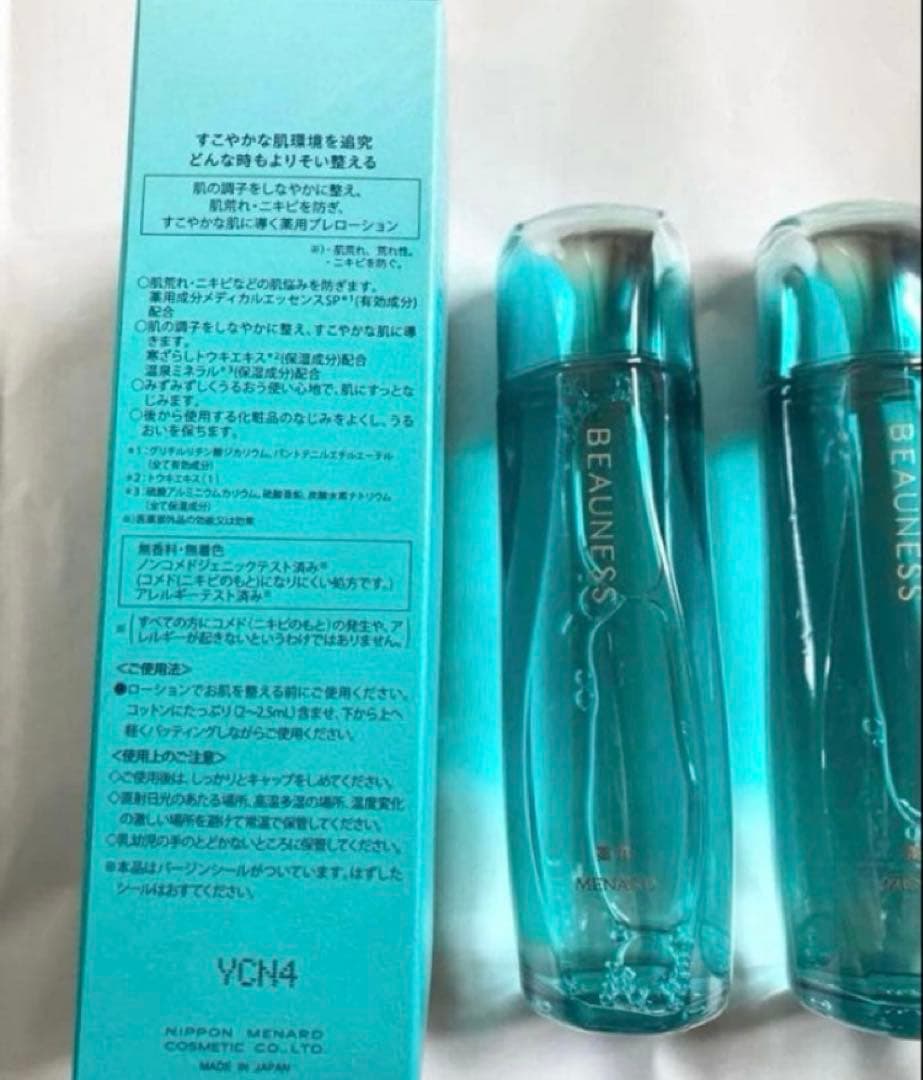 すこやかな肌環境を追究
どんな時もよりそい整える
肌の調子をしなやかに整え、
肌荒れ・ニキビを防ぎ、
すこやかな肌に導く薬用プレローション
※)・肌荒れ、荒れ性。
・ニキビを防ぐ。
○肌荒れ・ニキビなどの肌悩みを防ぎます。
薬用成分メディカルエッセンスSP*1(有効成分)
配合
○肌の調子をしなやかに整え、すこやかな肌に導
きます。
寒ざらしトウキエキス*2(保湿成分)配合
温泉ミネラル*3(保湿成分)配合
○みずみずしくうるおう使い心地で、肌にすっとな
じみます。
○後から使用する化粧品のなじみをよくし、うる
おいを保ちます。
*1:グリチルリチン酸ジカリウム、パントテニルエチルエーテル
(全て有効成分)
*2:トウキエキス(1)
*3:硫酸アルミニウムカリウム、硫酸亜鉛、炭酸水素ナトリウム
(全て保湿成分)
※)医薬部外品の効能又は効果
無香料・無着色
ノンコメドジェニックテスト済み※
(コメド(ニキビのもと)になりにくい処方です。)
アレルギーテスト済み※
※(すべての方にコメド(ニキビのもと)の発生や、ア
レルギーが起きないというわけではありません。)
<ご使用法>
●ローションでお肌を整える前にご使用ください。
コットンにたっぷり(2〜2.5mL)含ませ、下から上へ
軽くパッティングしながらご使用ください。
<使用上のご注意>
◇ご使用後は、しっかりとキャップをしめてください。
◇直射日光のあたる場所、高温多湿の場所、温度変化
の激しい場所を避けて常温で保管してください。
◇乳幼児の手のとどかないところに保管してください。
※本品はバージンシールがついています。はずした
シールはおすてください。
YCN4
NIPPON MENARD
COSMETIC CO., LTD.
MADE IN JAPAN
BEAUNESS
MENARD
BEAUNESS